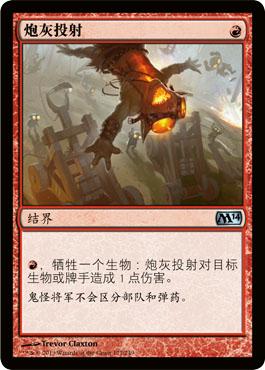 炮灰投射
结界
M14
，牺牲一个生物：炮灰投射对目标
生物或牌手造成1点伤害。
鬼怪将军不会区分部队和弹药。
Trevor Claxton
Wizards of the Coast